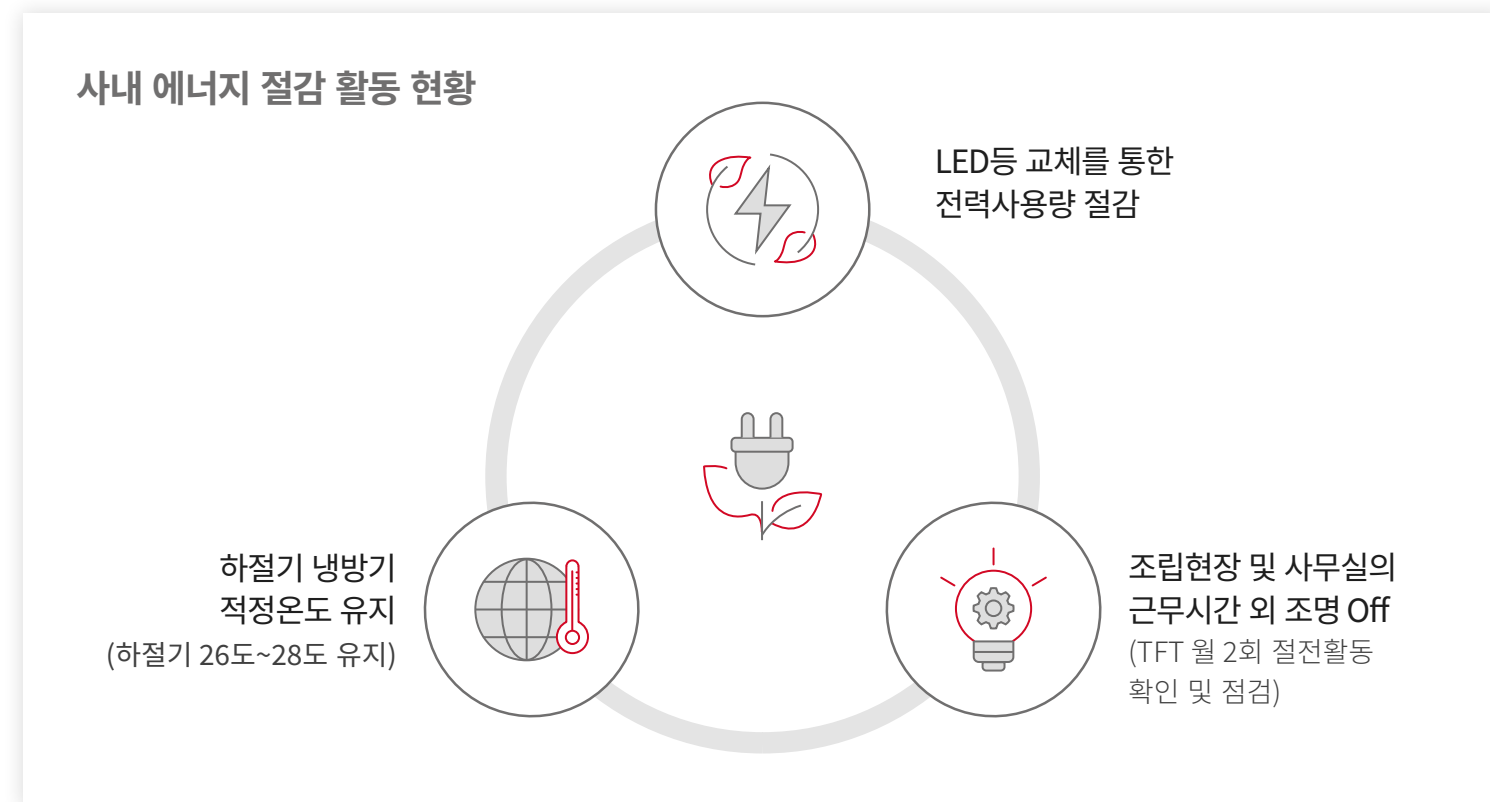 사내 에너지 절감 활동 현황
LED등 교체를 통한
전력사용량 절감
하절기 냉방기
적정온도 유지
(하절기 26도~28도 유지)
조립현장 및 사무실의
근무시간 외 조명 Off
(TFT 월 2회 절전활동
확인 및 점검)